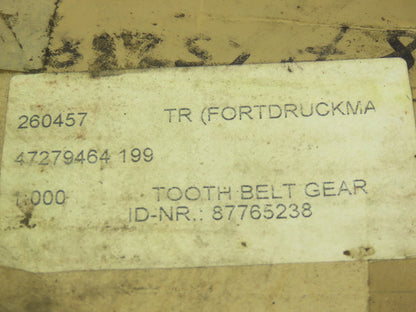 260457 TR (FORTDRUCKMA
47279464 199
1.000 TOOTH BELT GEAR
ID-NR.: 87765238